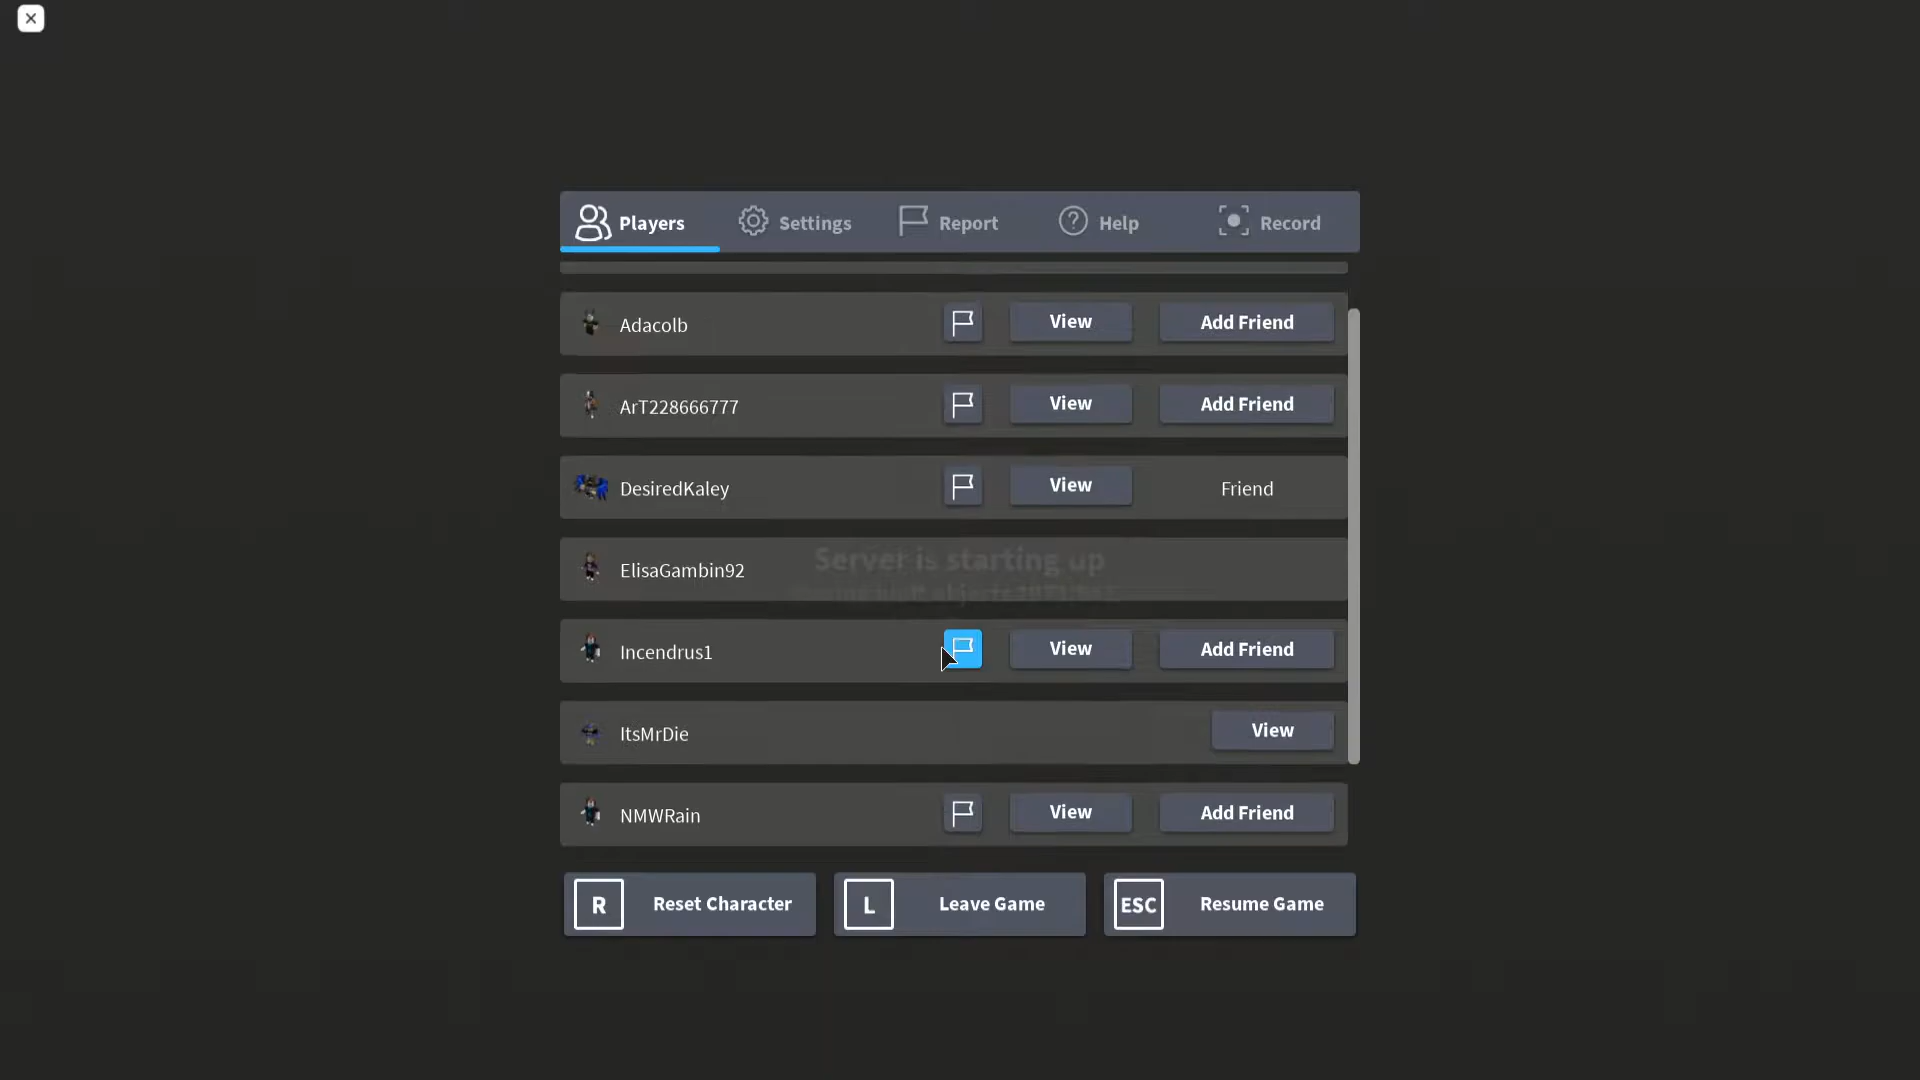 Players
Settings
Report
Help
Record
Adacolb
View
Add Friend
ArT228666777
View
Add Friend
DesiredKaley
View
Friend
ElisaGambin92
Server is starting up
Incendrus1
View
Add Friend
ItsMrDie
View
NMWRain
View
Add Friend
R
Reset Character
L
Leave Game
ESC
Resume Game